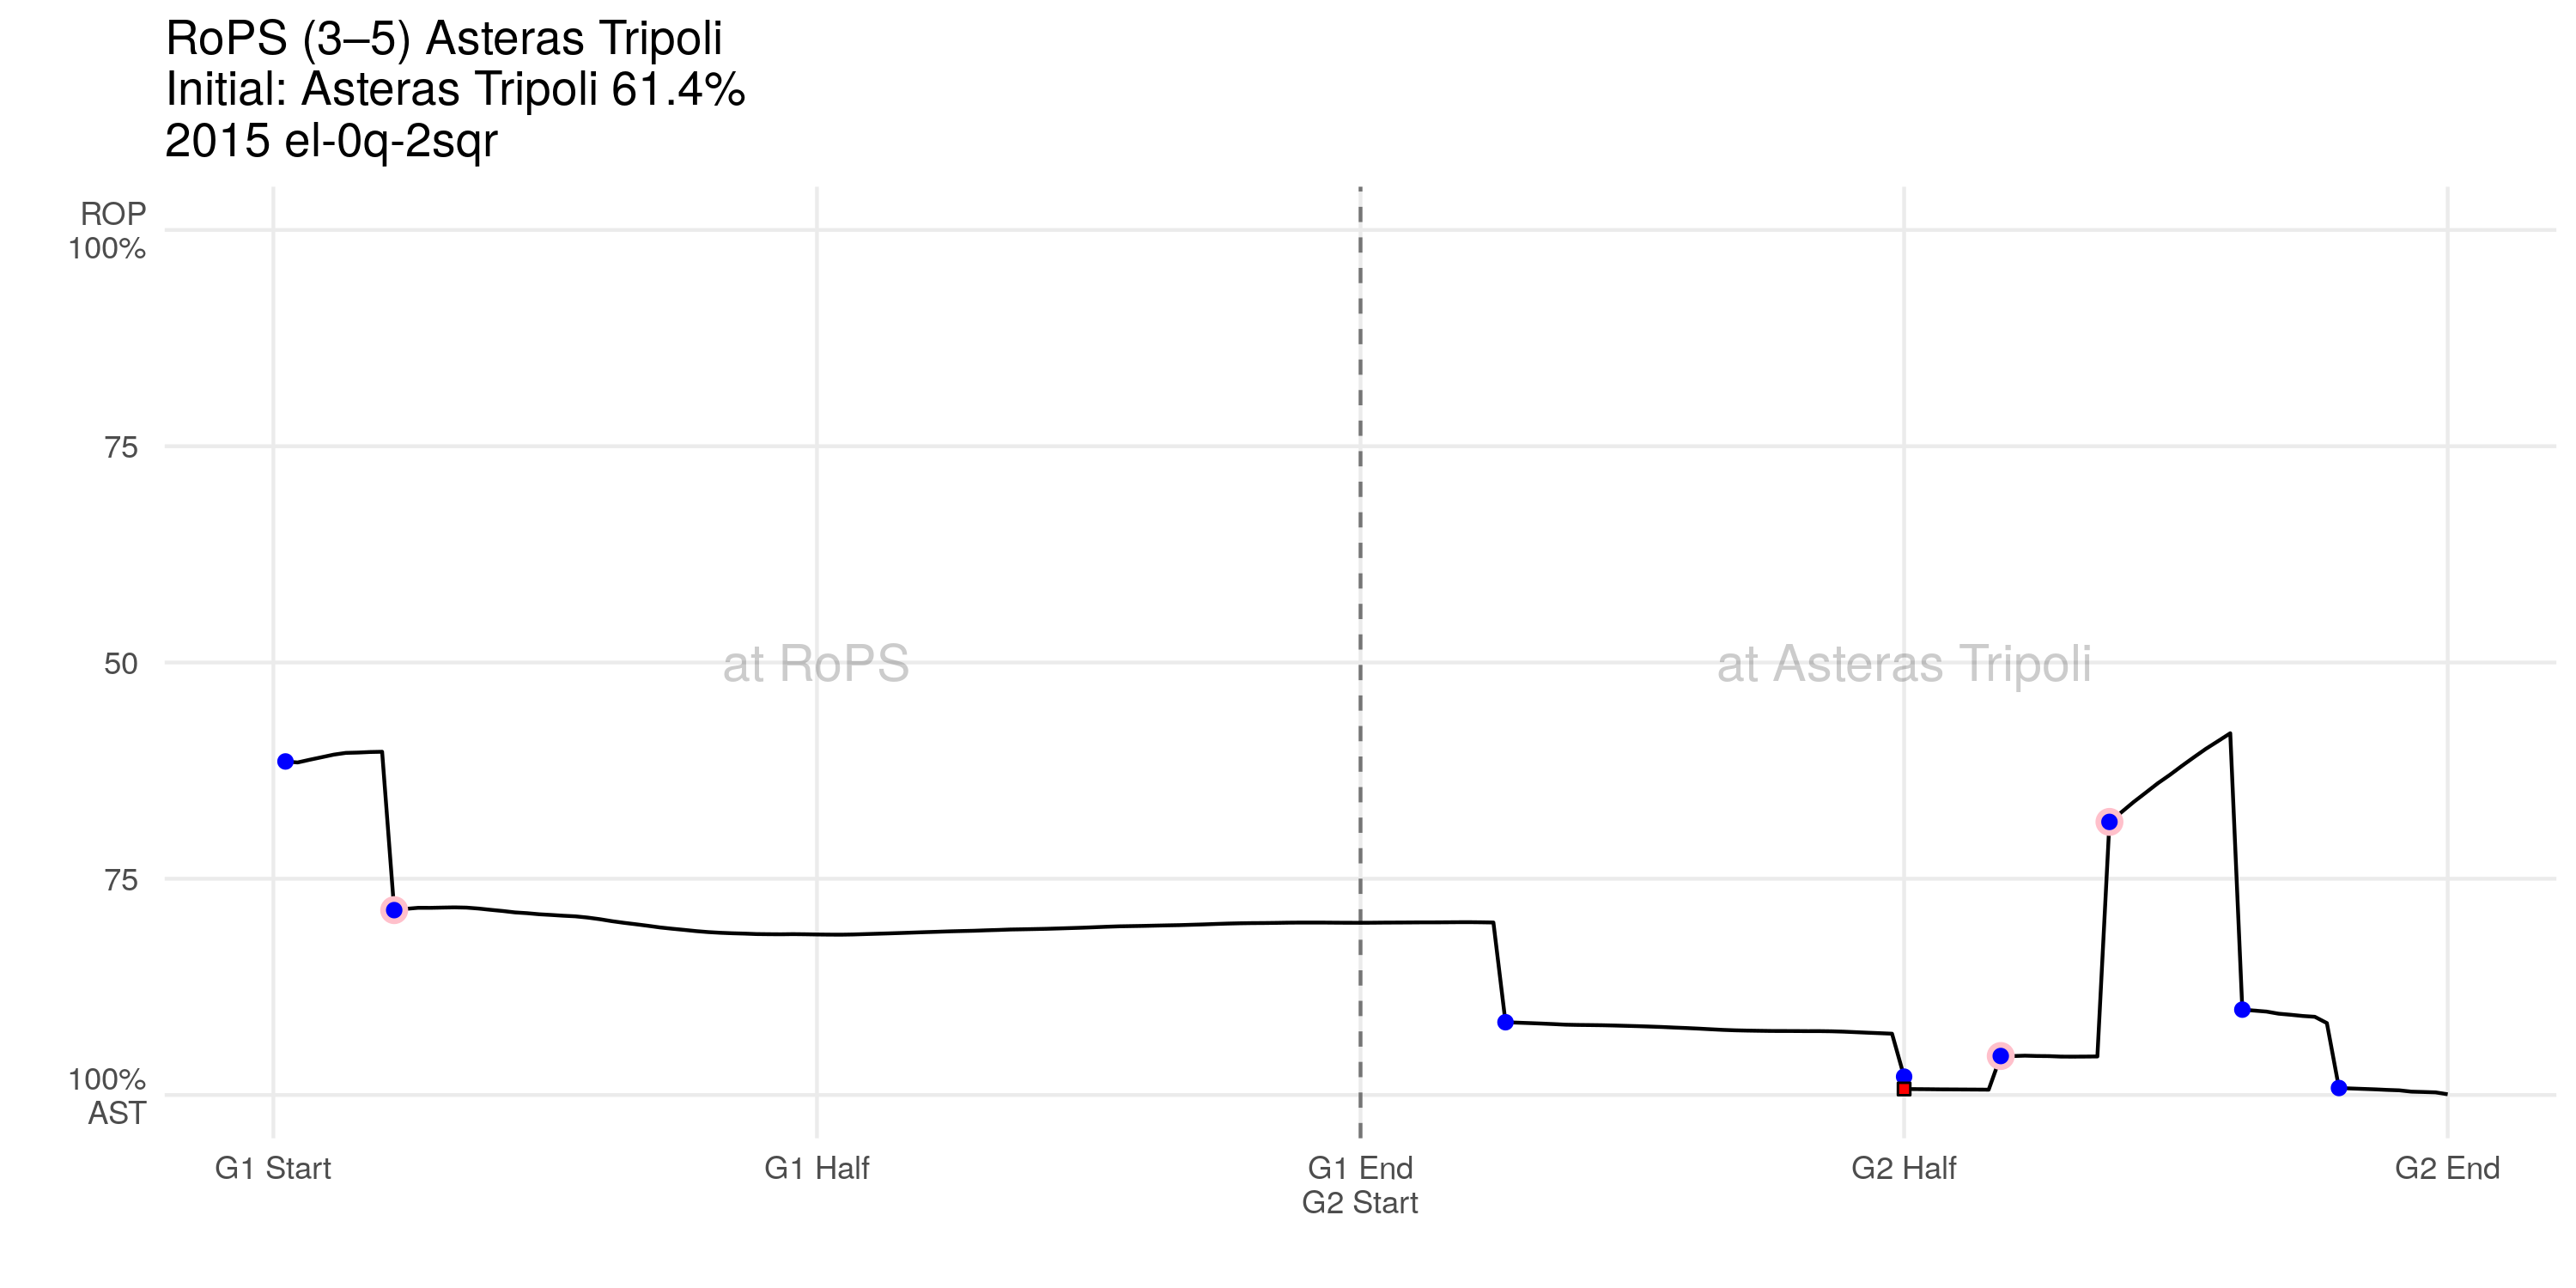 RoPS (3–5) Asteras Tripoli
Initial: Asteras Tripoli 61.4%
2015 el-0q-2sqr
ROP
100%
75
50
75
100%
AST
at RoPS
at Asteras Tripoli
G1 Start
G1 Half
G1 End
G2 Start
G2 Half
G2 End